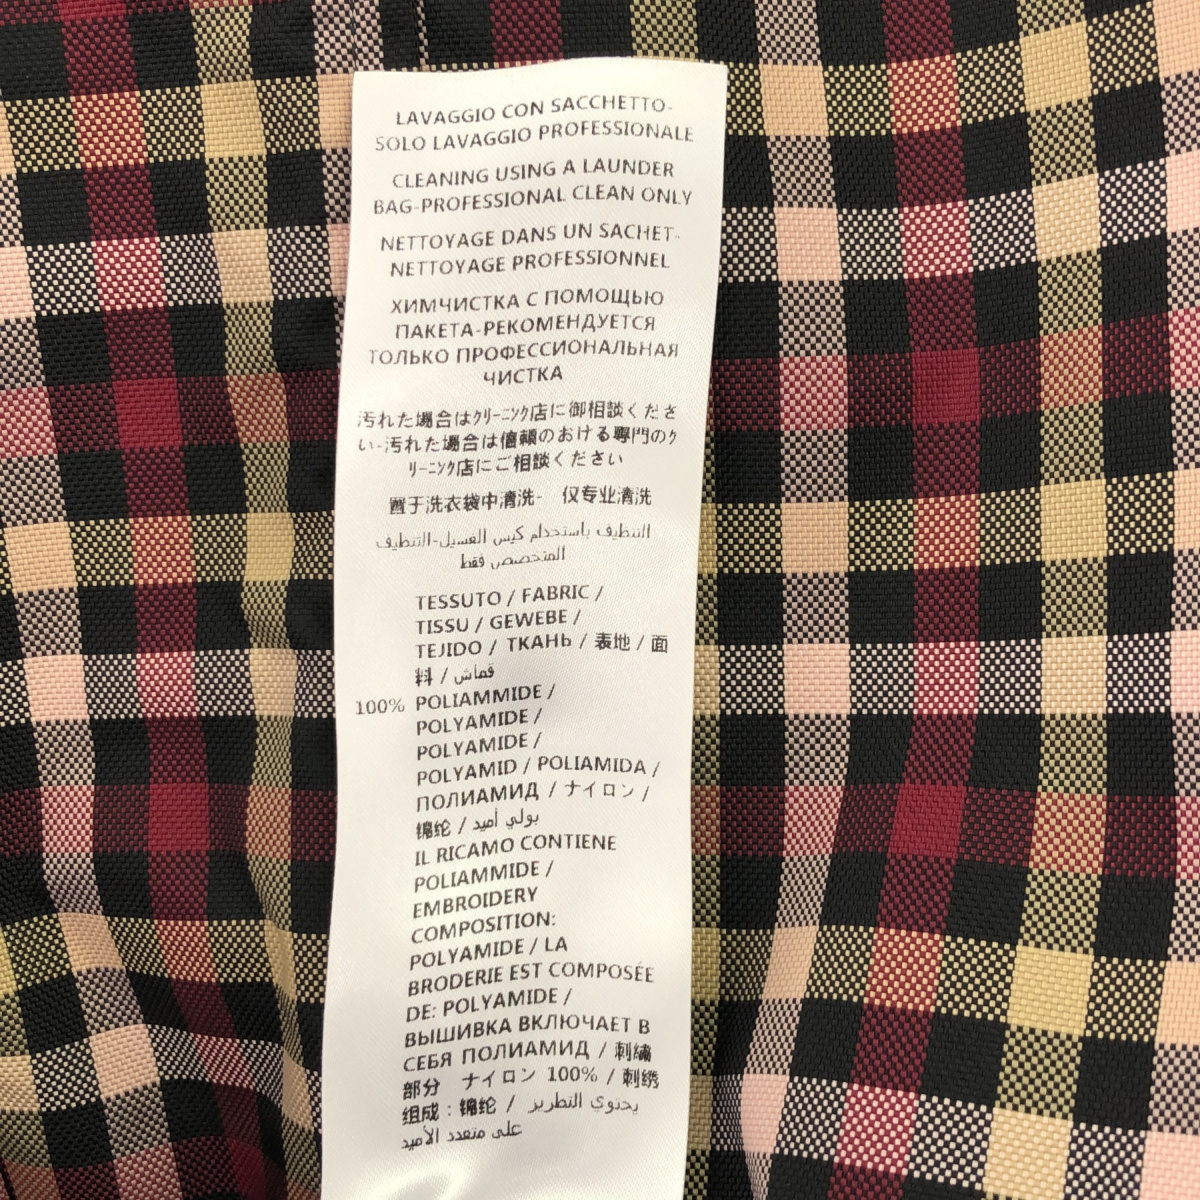 LAVAGGIO CON SACCHETTO-
SOLO LAVAGGIO PROFESSIONALE
CLEANING USING A LAUNDER
BAG-PROFESSIONAL CLEAN ONLY
NETTOYAGE DANS UN SACHET-
NETTOYAGE PROFESSIONNEL
ХИМЧИСТКА С ПОМОЩЬЮ
ПАКЕТА-РЕКОМЕНДУЕТСЯ
ТОЛЬКО ПРОФЕССИОНАЛЬНАЯ
ЧИСТКА
汚れた場合はｸﾘｰﾆﾝｸﾞ店に御相談くださ
い-汚れた場合は信頼のおける専門のｸ
ﾘｰﾆﾝｸﾞ店にご相談ください
置于洗衣袋中清洗- 仅专业清洗
التنظيف باستخدام كيس الغسيل-التنظيف
المتخصص فقط
TESSUTO / FABRIC /
TISSU / GEWEBE /
TEJIDO / ТКАНЬ / 表地 / 面
料 / قماش
100% POLIAMMIDE /
POLYAMIDE /
POLYAMIDE /
POLYAMID / POLIAMIDA /
ПОЛИАМИД / ナイロン /
锦纶 / بولي أميد
IL RICAMO CONTIENE
POLIAMMIDE /
EMBROIDERY
COMPOSITION:
POLYAMIDE / LA
BRODERIE EST COMPOSÉE
DE: POLYAMIDE /
ВЫШИВКА ВКЛЮЧАЕТ В
СЕБЯ ПОЛИАМИД / 刺繍
部分 ナイロン 100% / 刺绣
组成 : 锦纶 / يحتوي التطريز
على متعدد الأميد